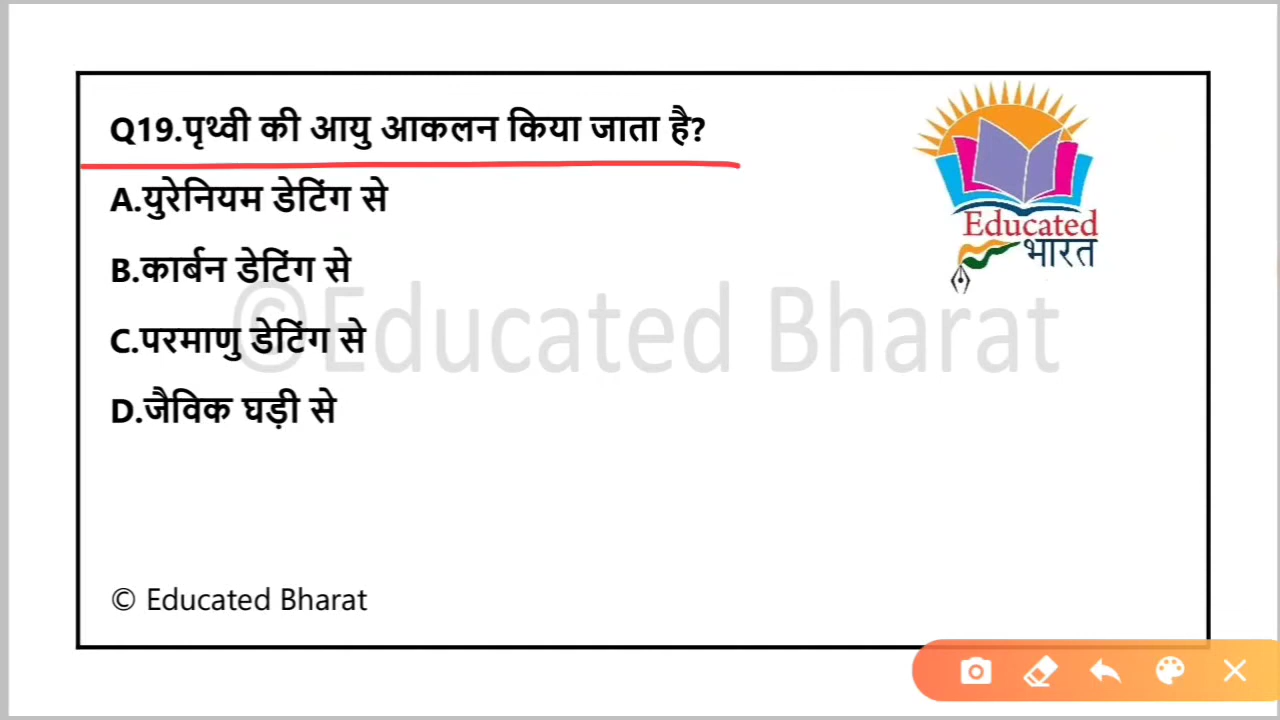 Q19.पृथ्वी की आयु आकलन किया जाता है?
A.युरेनियम डेटिंग से
B.कार्बन डेटिंग से
C.परमाणु डेटिंग से
D.जैविक घड़ी से
Educated
भारत
©Educated Bharat
© Educated Bharat